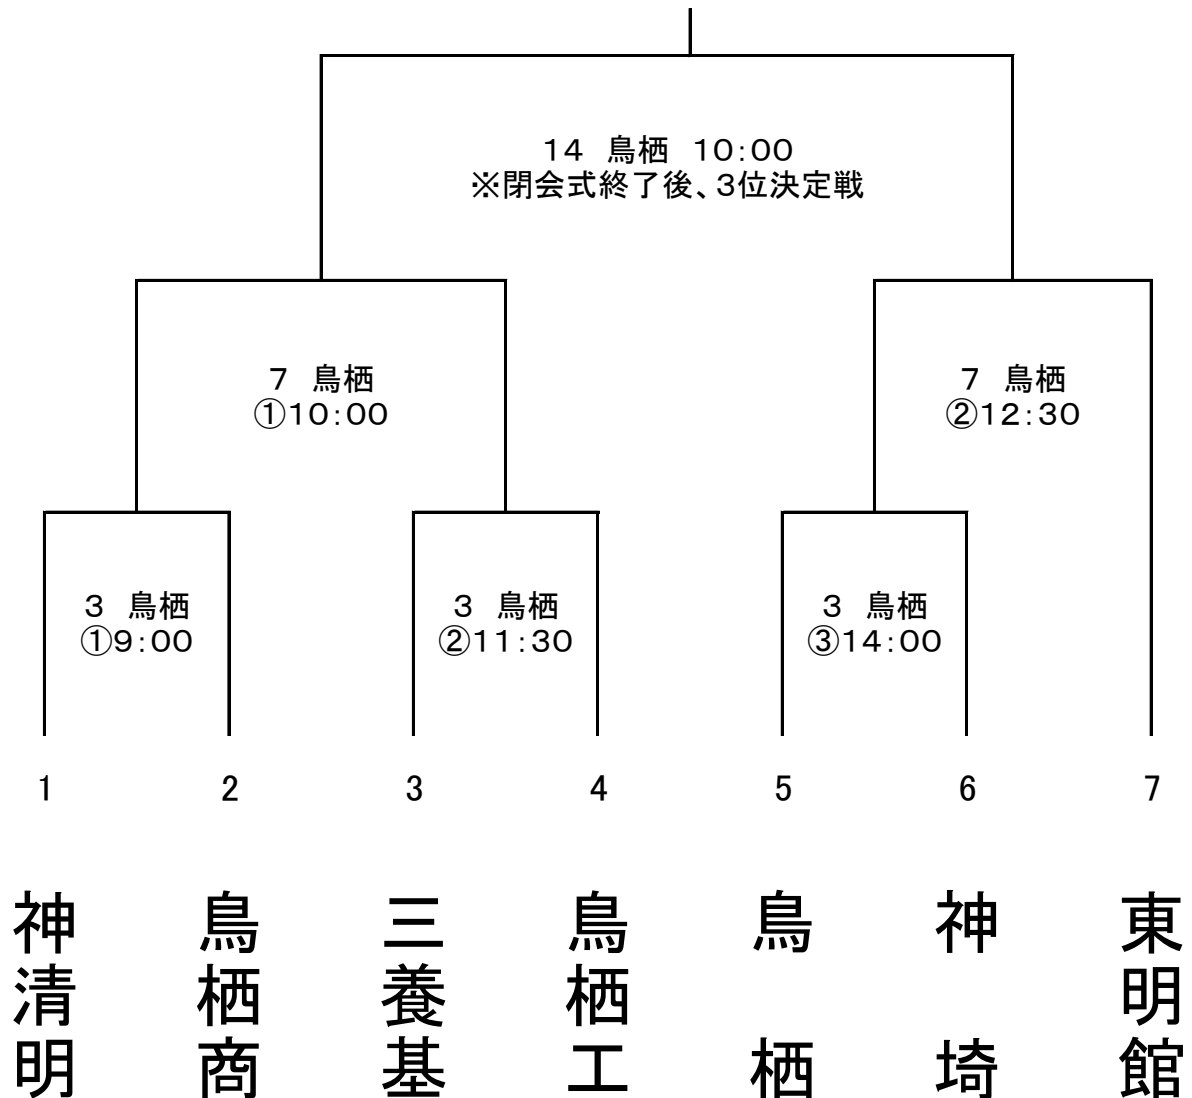 14 鳥栖 10:00
※閉会式終了後、3位決定戦
7 鳥栖
①10:00
7 鳥栖
②12:30
3 鳥栖
①9:00
3 鳥栖
②11:30
3 鳥栖
③14:00
1
2
3
4
5
6
7
神清明
鳥栖商
三養基
鳥栖工
鳥栖
神埼
東明館